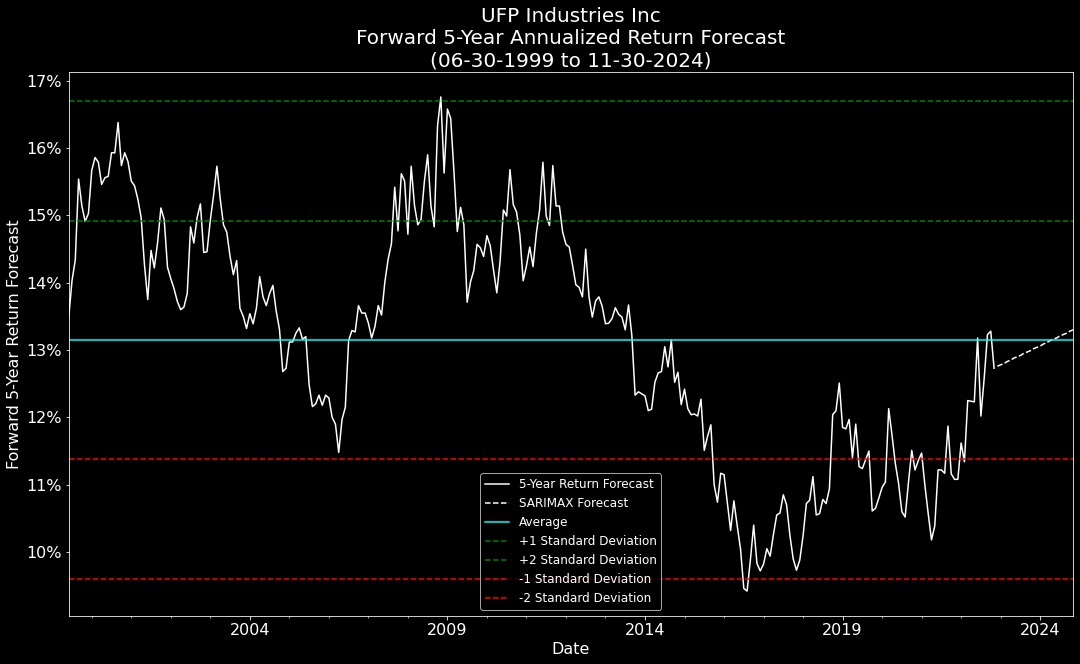 UFP Industries Inc
Forward 5-Year Annualized Return Forecast
(06-30-1999 to 11-30-2024)
Forward 5-Year Return Forecast
17%
16%
15%
14%
13%
12%
11%
10%
5-Year Return Forecast
SARIMAX Forecast
Average
+1 Standard Deviation
+2 Standard Deviation
-1 Standard Deviation
-2 Standard Deviation
2004
2009
2014
2019
2024
Date